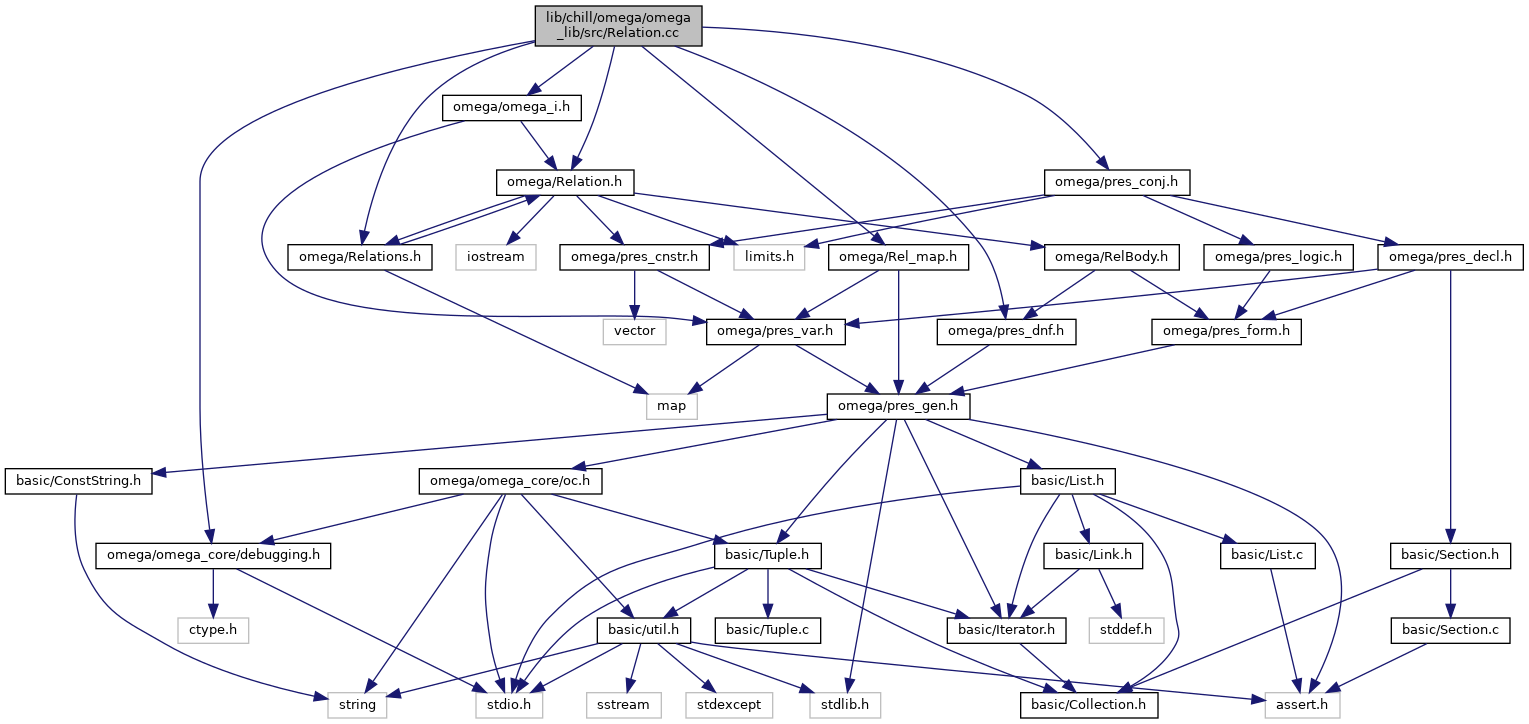 lib/chill/omega/omega
_lib/src/Relation.cc
omega/omega_i.h
omega/Relation.h
omega/pres_conj.h
omega/Relations.h
iostream
omega/pres_cnstr.h
limits.h
omega/Rel_map.h
omega/RelBody.h
omega/pres_logic.h
omega/pres_decl.h
vector
omega/pres_var.h
omega/pres_dnf.h
omega/pres_form.h
map
omega/pres_gen.h
basic/ConstString.h
omega/omega_core/oc.h
basic/List.h
omega/omega_core/debugging.h
basic/Tuple.h
basic/Link.h
basic/List.c
basic/Section.h
ctype.h
basic/util.h
basic/Tuple.c
basic/Iterator.h
stddef.h
basic/Section.c
string
stdio.h
sstream
stdexcept
stdlib.h
basic/Collection.h
assert.h